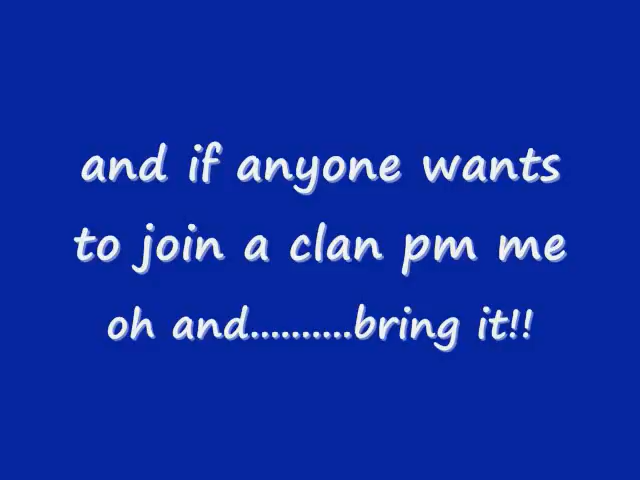 and if anyone wants
to join a clan pm me
oh and..........bring it!!